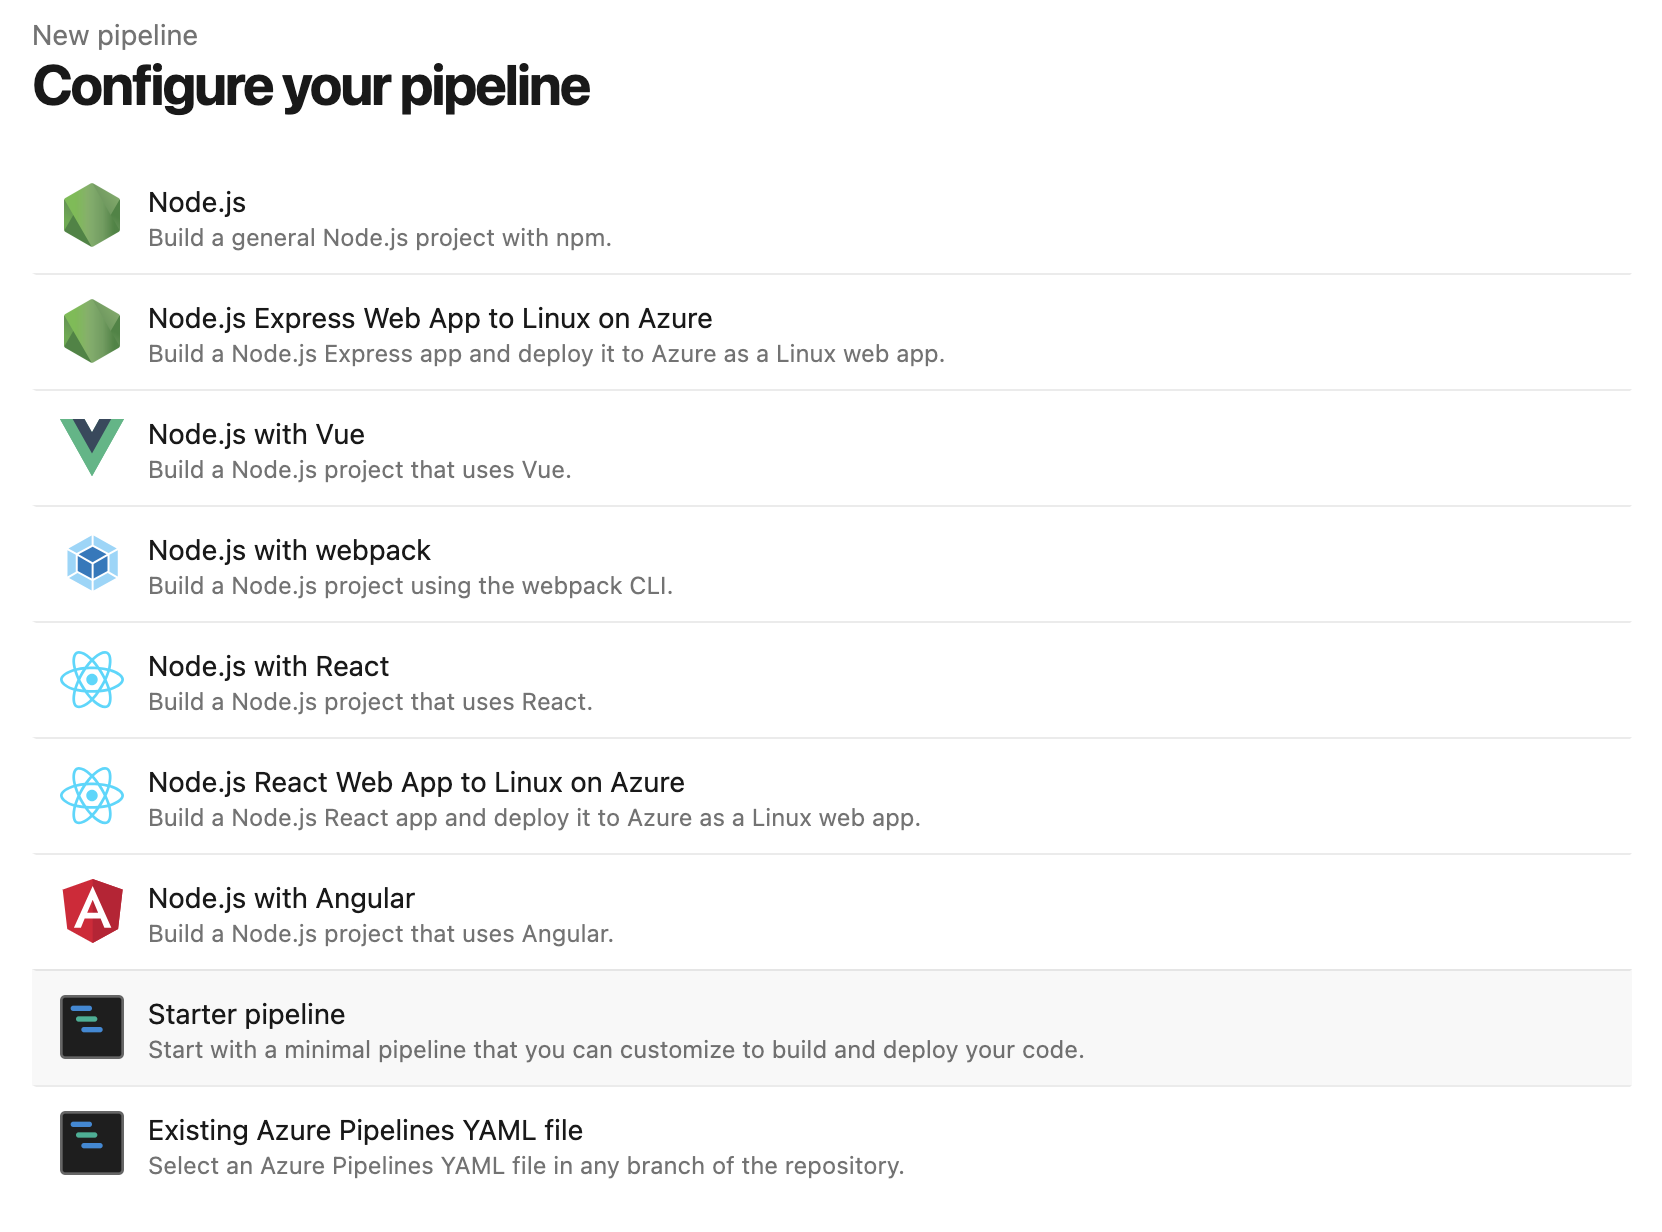 New pipeline
Configure your pipeline
Node.js
Build a general Node.js project with npm.
Node.js Express Web App to Linux on Azure
Build a Node.js Express app and deploy it to Azure as a Linux web app.
Node.js with Vue
Build a Node.js project that uses Vue.
Node.js with webpack
Build a Node.js project using the webpack CLI.
Node.js with React
Build a Node.js project that uses React.
Node.js React Web App to Linux on Azure
Build a Node.js React app and deploy it to Azure as a Linux web app.
Node.js with Angular
Build a Node.js project that uses Angular.
Starter pipeline
Start with a minimal pipeline that you can customize to build and deploy your code.
Existing Azure Pipelines YAML file
Select an Azure Pipelines YAML file in any branch of the repository.